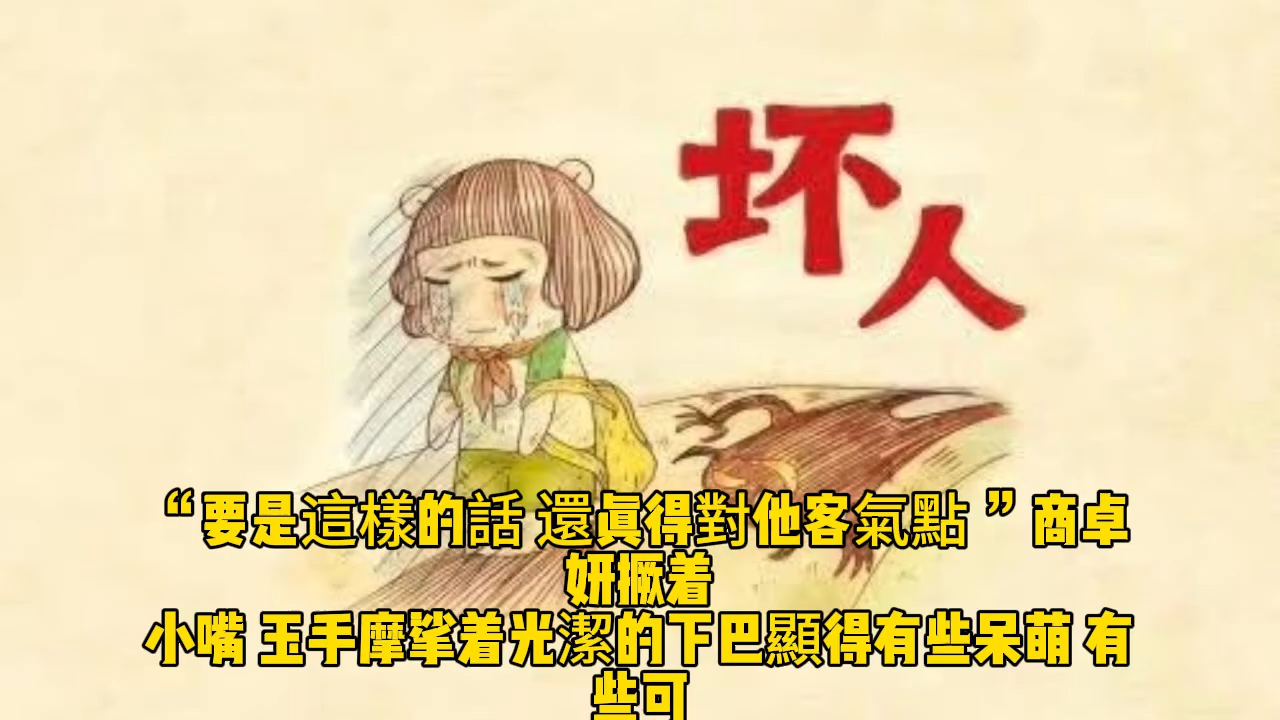 坏人
“要是這樣的話 還眞得對他客氣點 ”商卓
妍撅着
小嘴 玉手摩挲着光潔的下巴顯得有些呆萌 有
些可